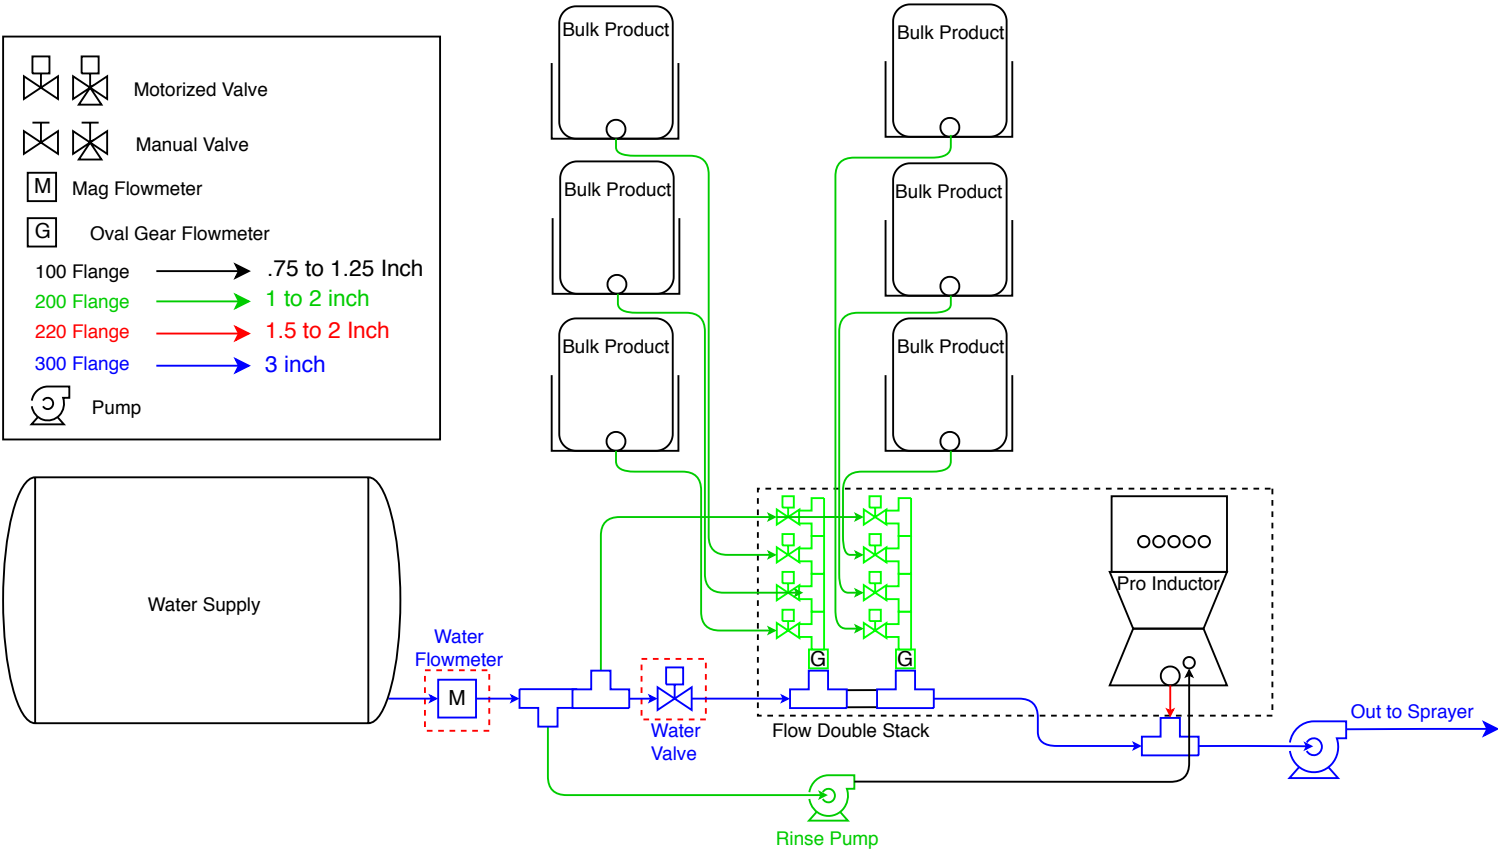 Bulk Product
Bulk Product
Motorized Valve
Manual Valve
M Mag Flowmeter
G Oval Gear Flowmeter
100 Flange .75 to 1.25 Inch
200 Flange 1 to 2 inch
220 Flange 1.5 to 2 Inch
300 Flange 3 inch
Pump
Bulk Product
Bulk Product
Bulk Product
Bulk Product
Water Supply
Water
Flowmeter
M
Water
Valve
G
G
Flow Double Stack
Pro Inductor
Out to Sprayer
Rinse Pump